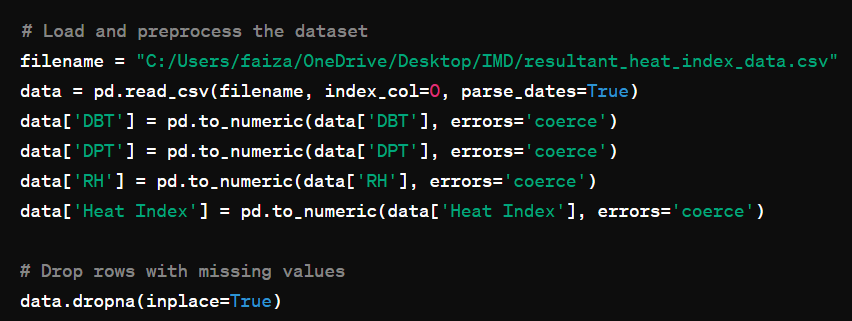 # Load and preprocess the dataset
filename = "C:/Users/faiza/OneDrive/Desktop/IMD/resultant_heat_index_data.csv"
data = pd.read_csv(filename, index_col=0, parse_dates=True)
data['DBT'] = pd.to_numeric(data['DBT'], errors='coerce')
data['DPT'] = pd.to_numeric(data['DPT'], errors='coerce')
data['RH'] = pd.to_numeric(data['RH'], errors='coerce')
data['Heat Index'] = pd.to_numeric(data['Heat Index'], errors='coerce')
# Drop rows with missing values
data.dropna(inplace=True)